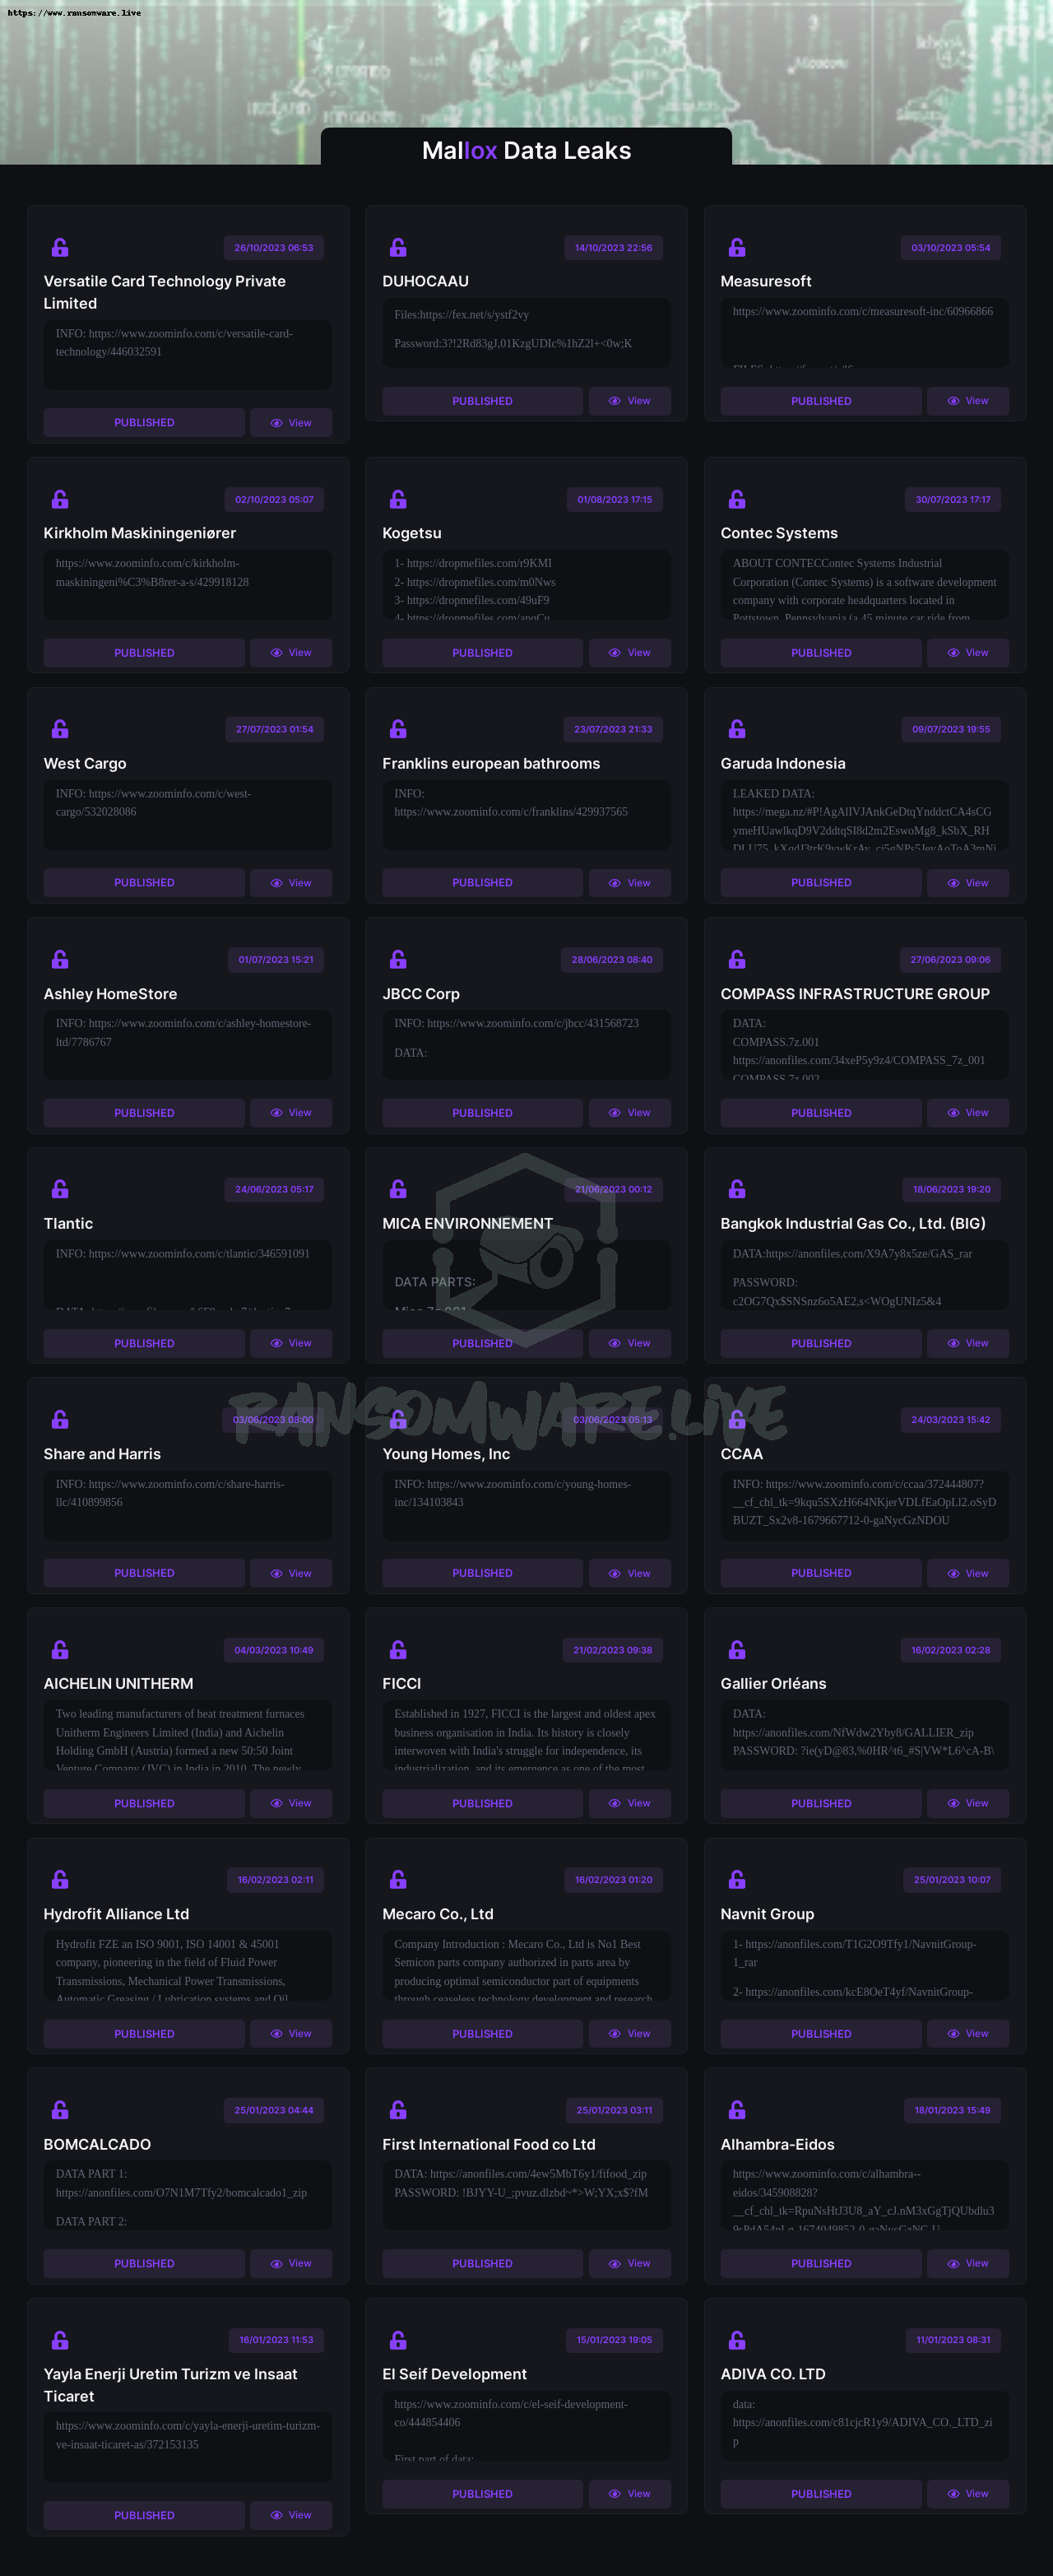 https://www.ransomware.live
Mallox Data Leaks
26/10/2023 06:53
Versatile Card Technology Private
Limited
INFO: https://www.zoominfo.com/c/versatile-card-
technology/446032591
PUBLISHED
View
14/10/2023 22:56
DUHOCAAU
Files:https://fex.net/s/ystf2vy
Password:3?!2Rd83gJ,01KzgUDIc%1hZ2l+<0w;K
PUBLISHED
View
03/10/2023 05:54
Measuresoft
https://www.zoominfo.com/c/measuresoft-inc/60966866
PUBLISHED
View
02/10/2023 05:07
Kirkholm Maskiningeniører
https://www.zoominfo.com/c/kirkholm-
maskiningeni%C3%B8rer-a-s/429918128
PUBLISHED
View
01/08/2023 17:15
Kogetsu
1- https://dropmefiles.com/r9KMI
2- https://dropmefiles.com/m0Nws
3- https://dropmefiles.com/49uF9
4- https://dropmefiles.com/apqCu
PUBLISHED
View
30/07/2023 17:17
Contec Systems
ABOUT CONTECContec Systems Industrial
Corporation (Contec Systems) is a software development
company with corporate headquarters located in
Pottstown, Pennsylvania (a 45 minute car ride from
PUBLISHED
View
27/07/2023 01:54
West Cargo
INFO: https://www.zoominfo.com/c/west-
cargo/532028086
PUBLISHED
View
23/07/2023 21:33
Franklins european bathrooms
INFO:
https://www.zoominfo.com/c/franklins/429937565
PUBLISHED
View
09/07/2023 19:55
Garuda Indonesia
LEAKED DATA:
https://mega.nz/#P!AgAlIVJAnkGeDtqYnddctCA4sCG
ymeHUawlkqD9V2ddtqSI8d2m2EswoMg8_kSbX_RH
PUBLISHED
View
01/07/2023 15:21
Ashley HomeStore
INFO: https://www.zoominfo.com/c/ashley-homestore-
ltd/7786767
PUBLISHED
View
28/06/2023 08:40
JBCC Corp
INFO: https://www.zoominfo.com/c/jbcc/431568723
DATA:
PUBLISHED
View
27/06/2023 09:06
COMPASS INFRASTRUCTURE GROUP
DATA:
COMPASS.7z.001
https://anonfiles.com/34xeP5y9z4/COMPASS_7z_001
COMPASS.7z.002
PUBLISHED
View
24/06/2023 05:17
Tlantic
INFO: https://www.zoominfo.com/c/tlantic/346591091
PUBLISHED
View
21/06/2023 00:12
MICA ENVIRONNEMENT
DATA PARTS:
Mica.7z.001
PUBLISHED
View
18/06/2023 19:20
Bangkok Industrial Gas Co., Ltd. (BIG)
DATA:https://anonfiles.com/X9A7y8x5ze/GAS_rar
PASSWORD:
c2OG7Qx$SNSnz6o5AE2,s<WOgUNIz5&4
PUBLISHED
View
RANSOMWARE.LIVE
03/06/2023 08:00
Share and Harris
INFO: https://www.zoominfo.com/c/share-harris-
llc/410899856
PUBLISHED
View
03/06/2023 05:13
Young Homes, Inc
INFO: https://www.zoominfo.com/c/young-homes-
inc/134103843
PUBLISHED
View
24/03/2023 15:42
CCAA
INFO: https://www.zoominfo.com/c/ccaa/372444807?
__cf_chl_tk=9kqu5SXzH664NKjerVDLfEaOpLl2.oSyD
BUZT_Sx2v8-1679667712-0-gaNycGzNDOU
PUBLISHED
View
04/03/2023 10:49
AICHELIN UNITHERM
Two leading manufacturers of heat treatment furnaces
Unitherm Engineers Limited (India) and Aichelin
Holding GmbH (Austria) formed a new 50:50 Joint
Venture Company (JVC) in India in 2010. The newly
PUBLISHED
View
21/02/2023 09:38
FICCI
Established in 1927, FICCI is the largest and oldest apex
business organisation in India. Its history is closely
interwoven with India's struggle for independence, its
industrialization, and its emergence as one of the most
PUBLISHED
View
16/02/2023 02:28
Gallier Orléans
DATA:
https://anonfiles.com/NfWdw2Yby8/GALLIER_zip
PASSWORD: ?ie(yD@83,%0HR^t6_#S|VW*L6^cA-B\
PUBLISHED
View
16/02/2023 02:11
Hydrofit Alliance Ltd
Hydrofit FZE an ISO 9001, ISO 14001 & 45001
company, pioneering in the field of Fluid Power
Transmissions, Mechanical Power Transmissions,
Automatic Greasing / Lubrication systems and Oil
PUBLISHED
View
16/02/2023 01:20
Mecaro Co., Ltd
Company Introduction : Mecaro Co., Ltd is No1 Best
Semicon parts company authorized in parts area by
producing optimal semiconductor part of equipments
through ceaseless technology development and research
PUBLISHED
View
25/01/2023 10:07
Navnit Group
1- https://anonfiles.com/T1G2O9Tfy1/NavnitGroup-
1_rar
2- https://anonfiles.com/kcE8OeT4yf/NavnitGroup-
PUBLISHED
View
25/01/2023 04:44
BOMCALCADO
DATA PART 1:
https://anonfiles.com/O7N1M7Tfy2/bomcalcado1_zip
DATA PART 2:
PUBLISHED
View
25/01/2023 03:11
First International Food co Ltd
DATA: https://anonfiles.com/4ew5MbT6y1/fifood_zip
PASSWORD: !BJYY-U_;pvuz.dlzbd~*>W;YX;x$?fM
PUBLISHED
View
18/01/2023 15:49
Alhambra-Eidos
https://www.zoominfo.com/c/alhambra--
eidos/345908828?
__cf_chl_tk=RpuNsHtJ3U8_aY_cJ.nM3xGgTjQUbdlu3
PUBLISHED
View
16/01/2023 11:53
Yayla Enerji Uretim Turizm ve Insaat
Ticaret
https://www.zoominfo.com/c/yayla-enerji-uretim-turizm-
ve-insaat-ticaret-as/372153135
PUBLISHED
View
15/01/2023 19:05
El Seif Development
https://www.zoominfo.com/c/el-seif-development-
co/444854406
First part of data:
PUBLISHED
View
11/01/2023 08:31
ADIVA CO. LTD
data:
https://anonfiles.com/c81cjcR1y9/ADIVA_CO._LTD_zi
p
PUBLISHED
View